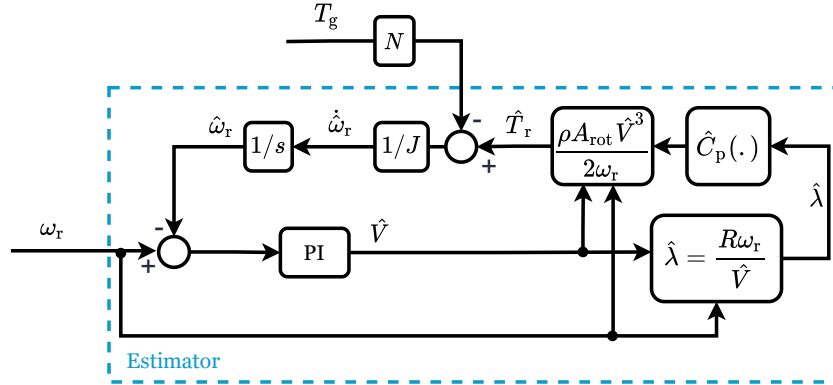 T_g
N
-
ω̂_r
ω̂̇_r
T̂_r
1/s
1/J
+
ρA_rot V̂³
2ω_r
Ĉ_p(.)
λ̂
ω_r
-
+
PI
V̂
λ̂ = Rω_r / V̂
Estimator